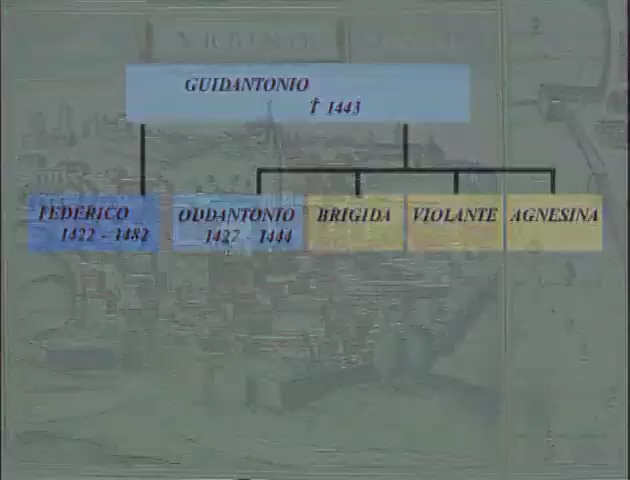 GUIDANTONIO
† 1443
FEDERICO
1422 - 1482
ODDANTONIO
1427 - 1444
BRIGIDA
VIOLANTE
AGNESINA